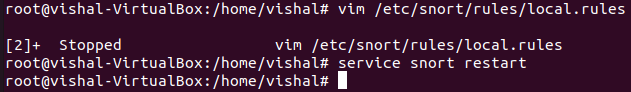 root@vishal-VirtualBox:/home/vishal# vim /etc/snort/rules/local.rules
[2]+  Stopped                 vim /etc/snort/rules/local.rules
root@vishal-VirtualBox:/home/vishal# service snort restart
root@vishal-VirtualBox:/home/vishal#